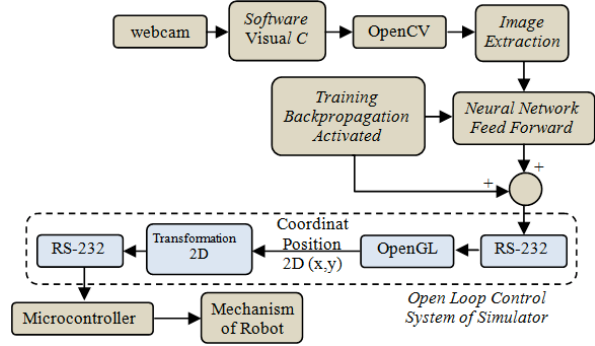 webcam
Software
Visual C
OpenCV
Image
Extraction
Training
Backpropagation
Activated
Neural Network
Feed Forward
+
+
RS-232
Transformation
2D
Coordinat
Position
2D (x,y)
OpenGL
RS-232
Microcontroller
Mechanism
of Robot
Open Loop Control
System of Simulator